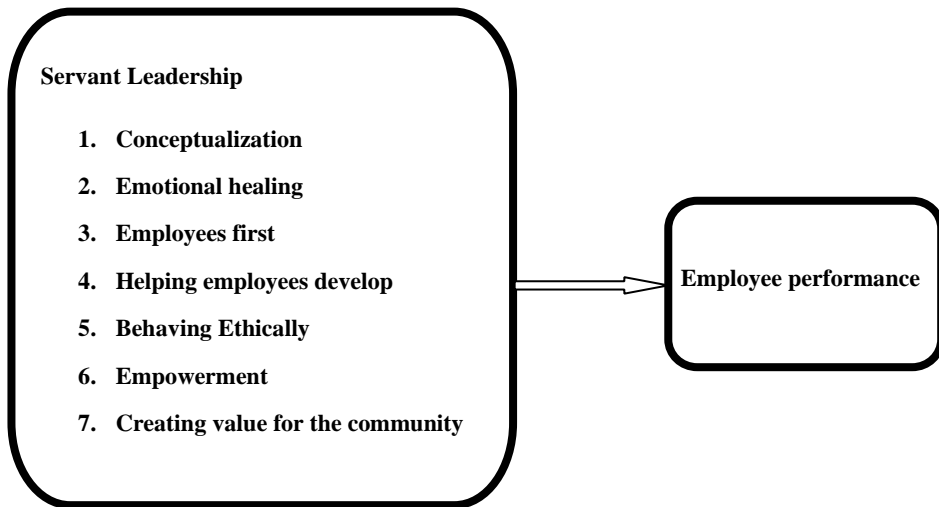 Servant Leadership
1. Conceptualization
2. Emotional healing
3. Employees first
4. Helping employees develop
5. Behaving Ethically
6. Empowerment
7. Creating value for the community
Employee performance